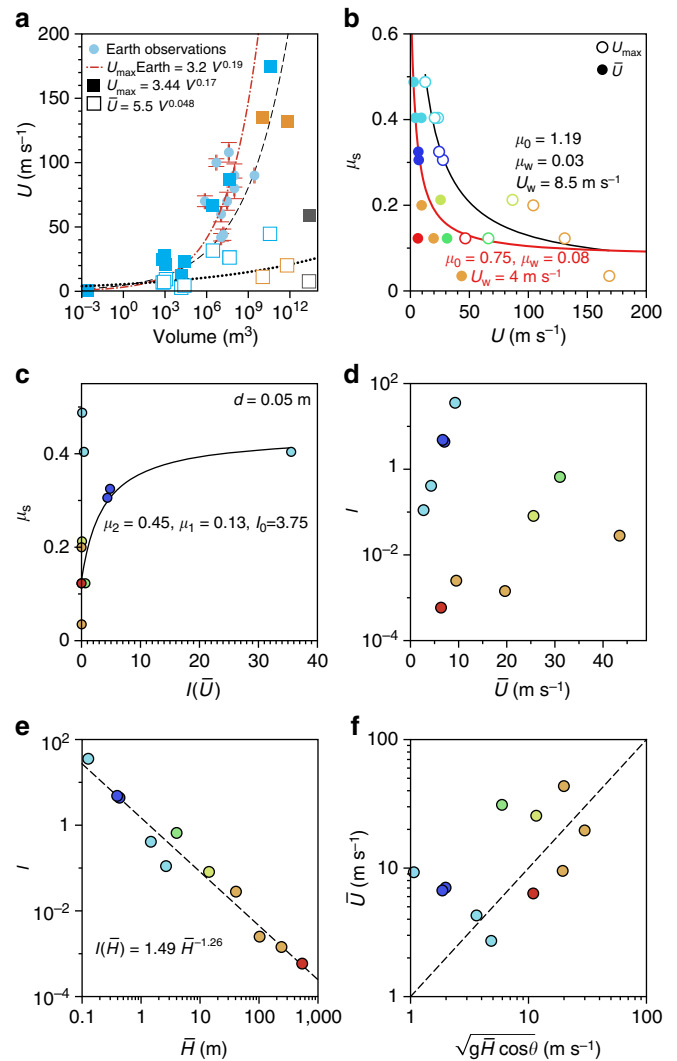 a
200
150
100
50
0
U (m s⁻¹)
Earth observations
UmaxEarth = 3.2 V^0.19
Umax = 3.44 V^0.17
Ū = 5.5 V^0.048
10⁻³ 10⁰ 10³ 10⁶ 10⁹ 10¹²
Volume (m³)
b
0.6
0.4
0.2
0
μs
Umax
Ū
μ0 = 1.19
μw = 0.03
Uw = 8.5 m s⁻¹
μ0 = 0.75, μw = 0.08
Uw = 4 m s⁻¹
0 50 100 150 200
U (m s⁻¹)
c
0.4
0.2
0
μs
d = 0.05 m
μ2 = 0.45, μ1 = 0.13, I0=3.75
0 10 20 30 40
I(Ū)
d
10²
1
10⁻²
10⁻⁴
I
0 10 20 30 40
Ū (m s⁻¹)
e
10²
1
10⁻²
10⁻⁴
I
I(H̄) = 1.49 H̄^−1.26
0.1 1 10 100 1,000
H̄ (m)
f
100
10
1
Ū (m s⁻¹)
1 10 100
√gH̄ cosθ (m s⁻¹)